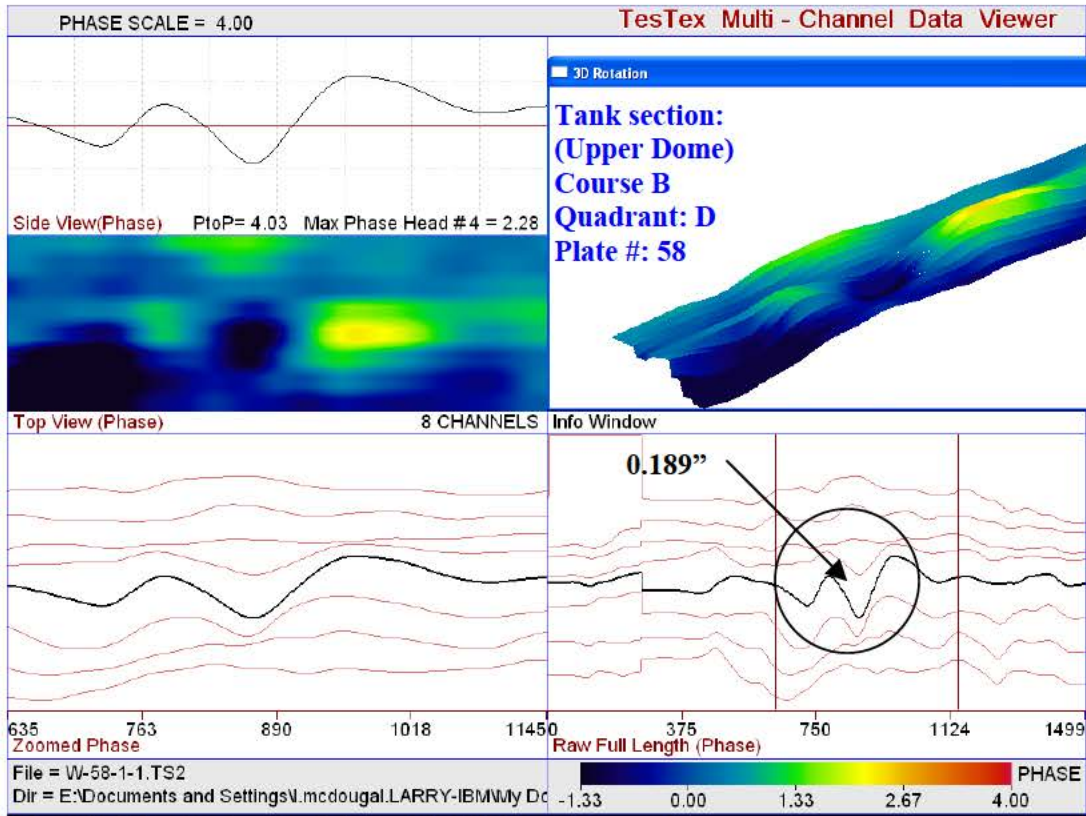 PHASE SCALE = 4.00
TesTex Multi - Channel Data Viewer
3D Rotation
Tank section:
(Upper Dome)
Course B
Quadrant: D
Plate #: 58
Side View(Phase) PtoP= 4.03 Max Phase Head #4 = 2.28
Top View (Phase) 8 CHANNELS
Info Window
0.189”
635 763 890 1018 1145
Zoomed Phase
0 375 750 1124 1499
Raw Full Length (Phase)
File = W-58-1-1.TS2
Dir = E:\Documents and Settings\l.mcdougal.LARRY-IBM\My Do
PHASE
-1.33 0.00 1.33 2.67 4.00